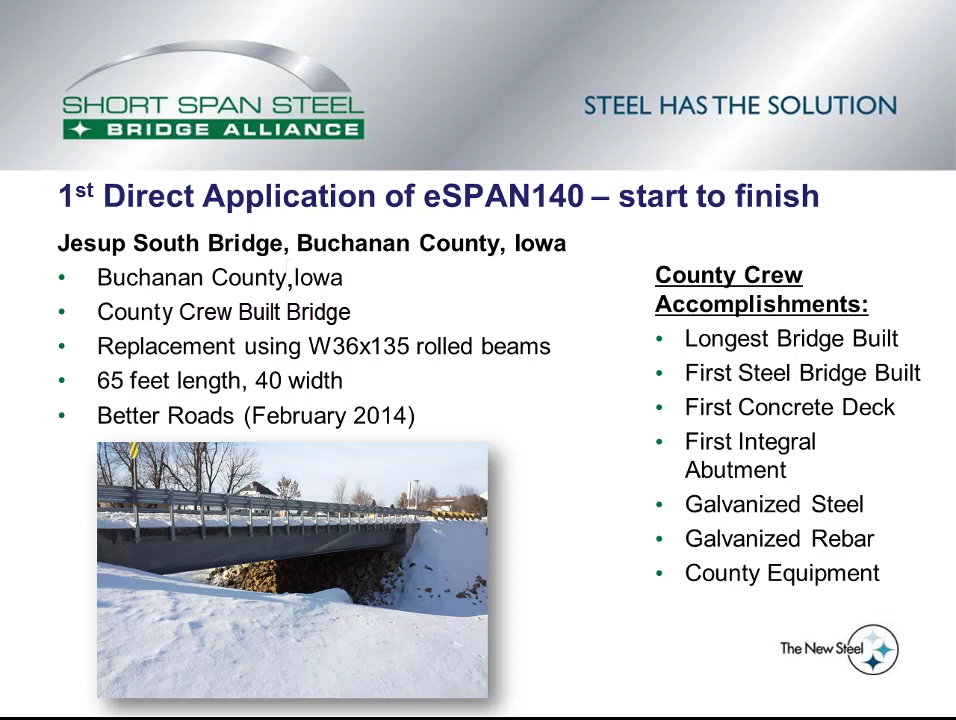 SHORT SPAN STEEL
BRIDGE ALLIANCE
STEEL HAS THE SOLUTION
1st Direct Application of eSPAN140 – start to finish
Jesup South Bridge, Buchanan County, Iowa
• Buchanan County,Iowa
• County Crew Built Bridge
• Replacement using W36x135 rolled beams
• 65 feet length, 40 width
• Better Roads (February 2014)
County Crew
Accomplishments:
• Longest Bridge Built
• First Steel Bridge Built
• First Concrete Deck
• First Integral
Abutment
• Galvanized Steel
• Galvanized Rebar
• County Equipment
The New Steel